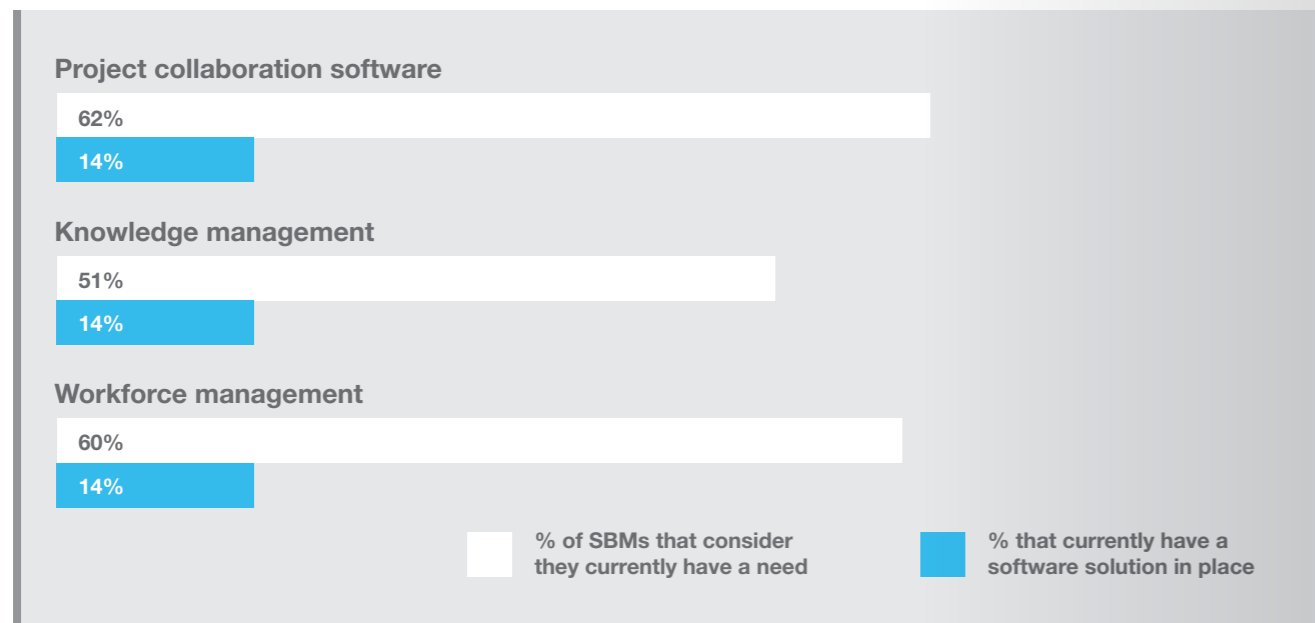 Project collaboration software
62%
14%
Knowledge management
51%
14%
Workforce management
60%
14%
% of SBMs that consider
they currently have a need
% that currently have a
software solution in place